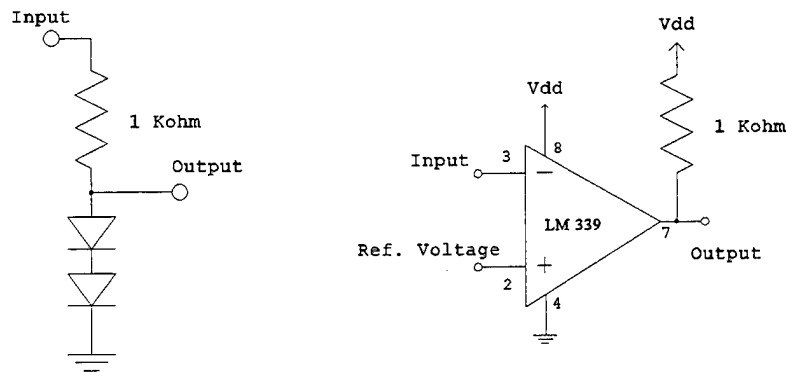 Input
1 Kohm
Output
Vdd
Vdd
1 Kohm
Input
3
8
LM 339
7
Output
Ref. Voltage
2
4